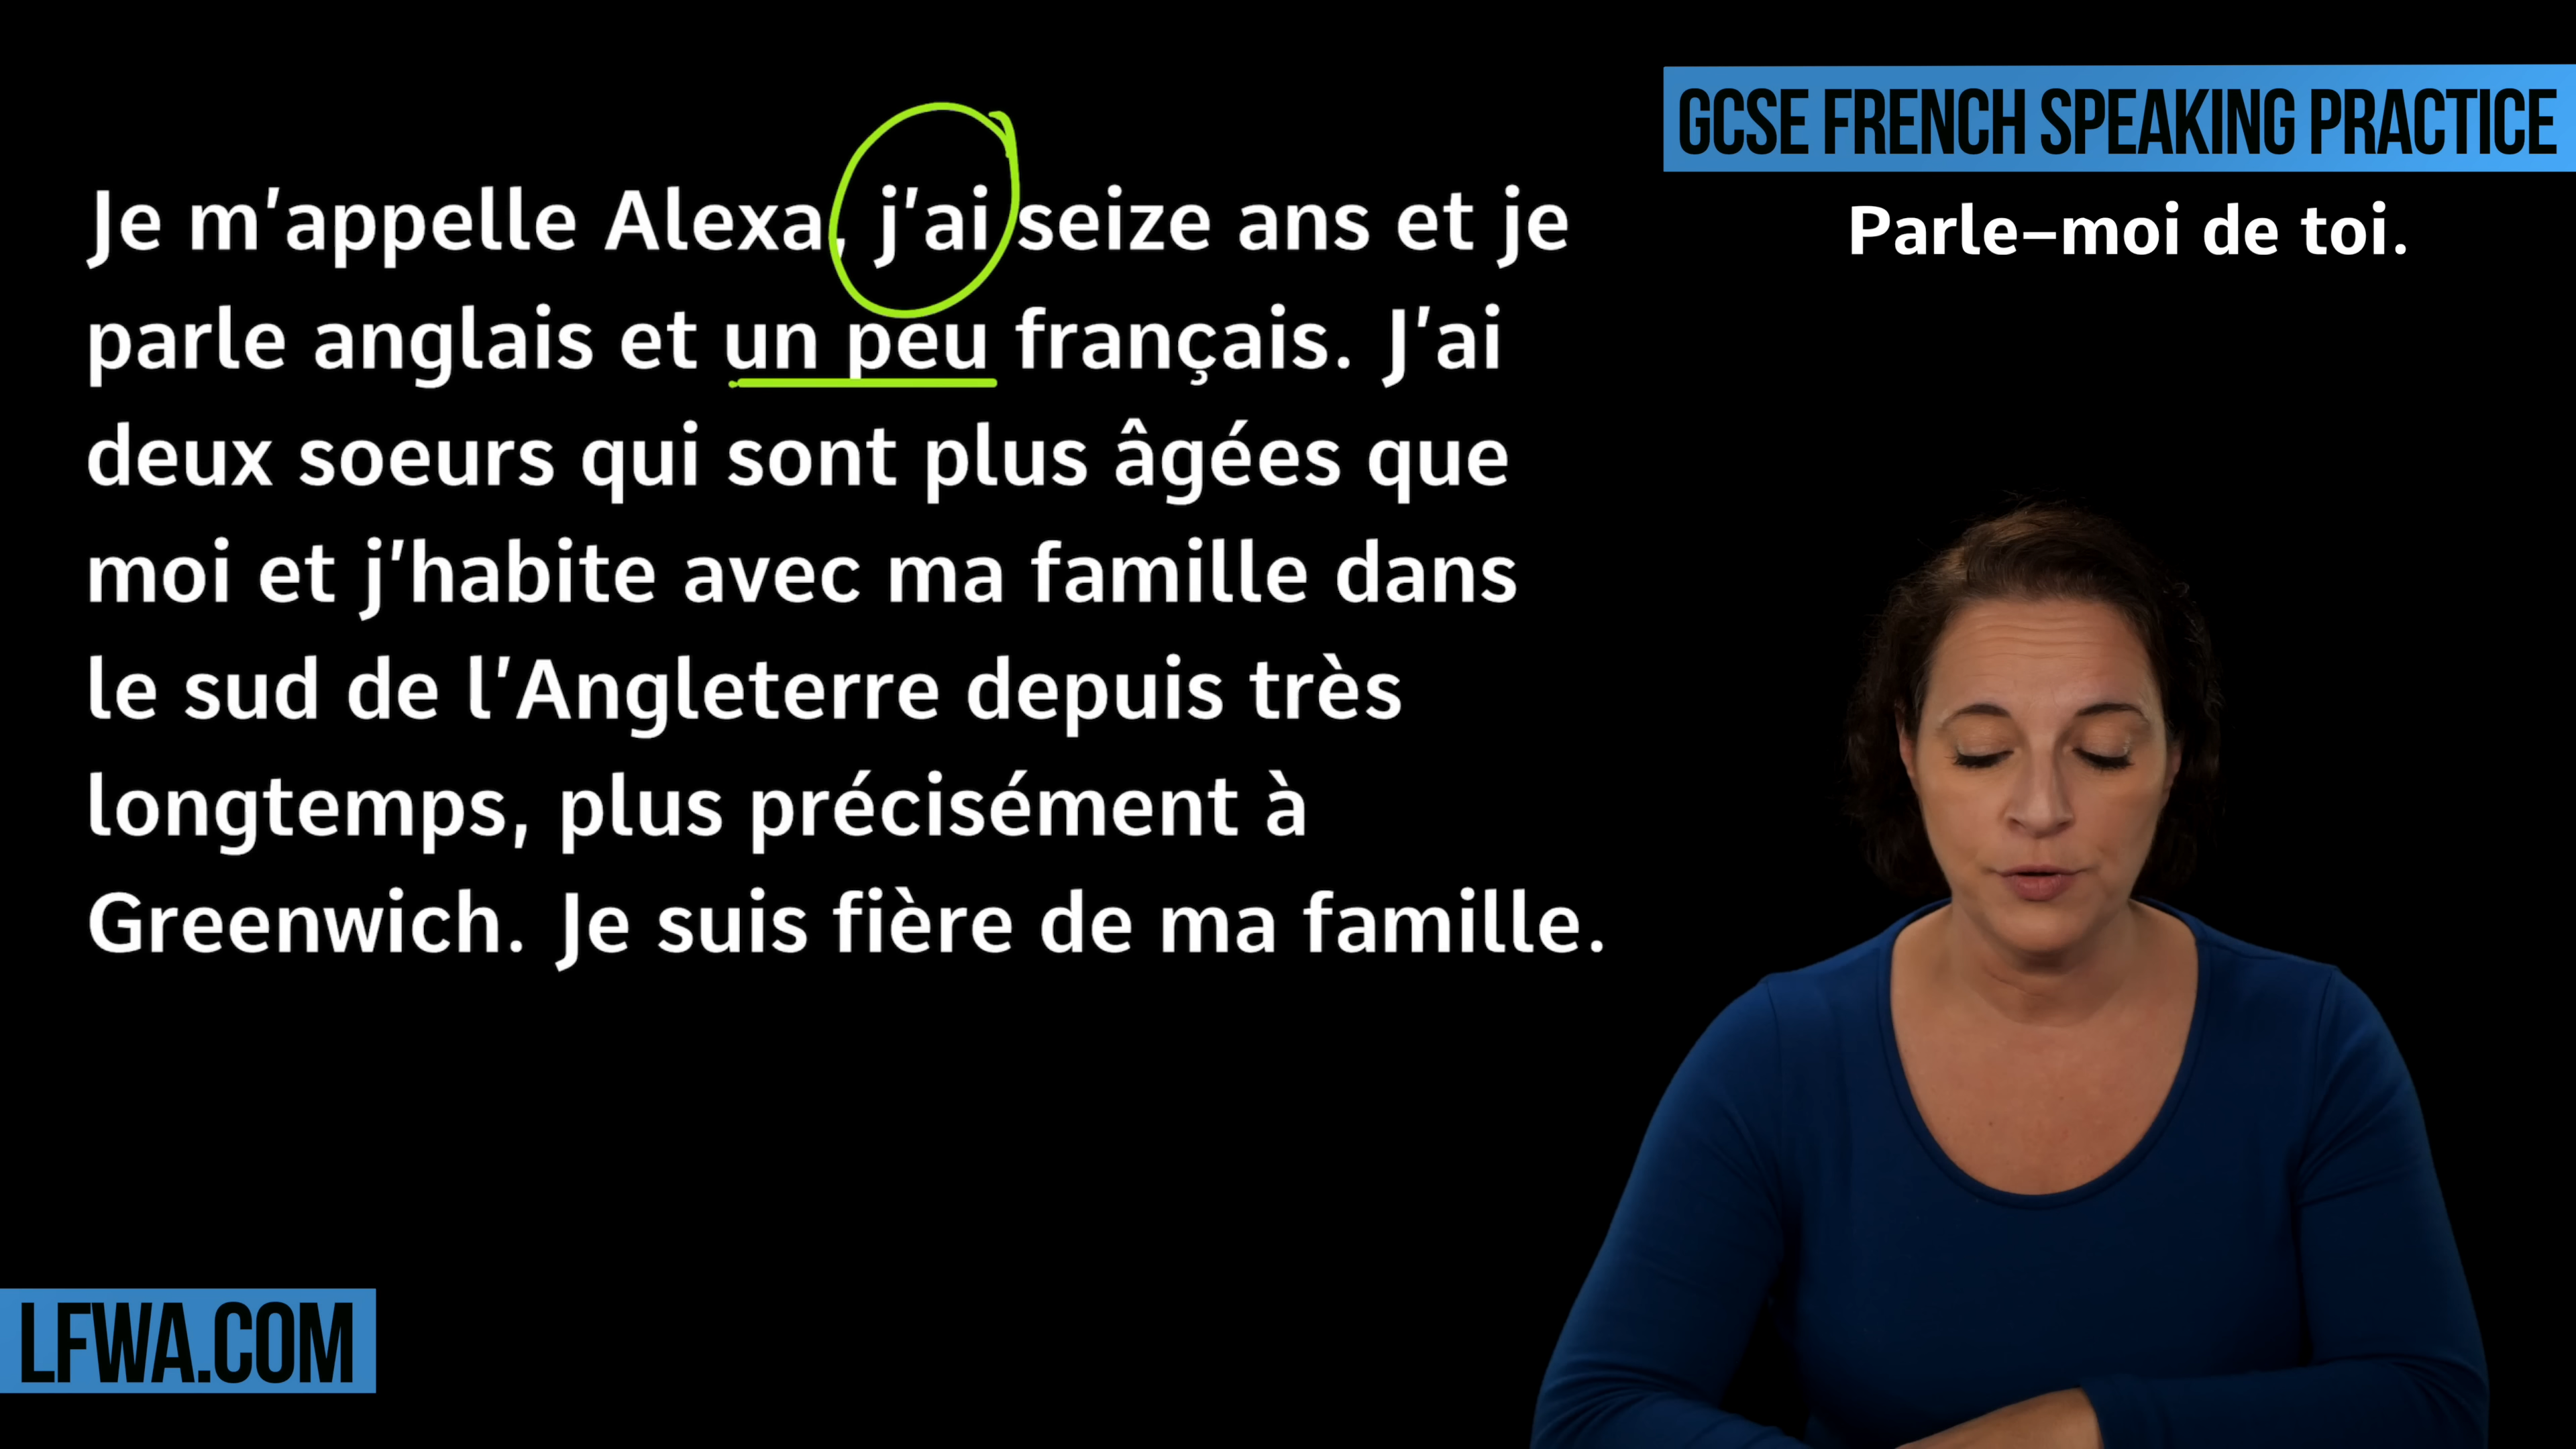 GCSE FRENCH SPEAKING PRACTICE
Parle-moi de toi.
Je m'appelle Alexa, j'ai seize ans et je
parle anglais et un peu français. J'ai
deux soeurs qui sont plus âgées que
moi et j'habite avec ma famille dans
le sud de l'Angleterre depuis très
longtemps, plus précisément à
Greenwich. Je suis fière de ma famille.
LFWA.COM